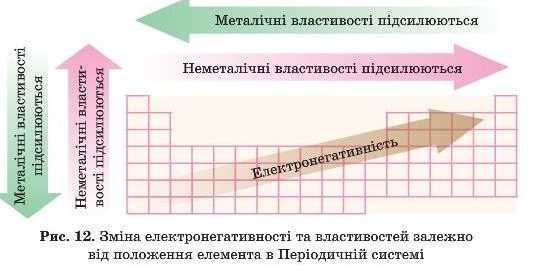 Металічні властивості підсилюються
Неметалічні властивості підсилюються
Металічні властивості
підсилюються
Неметалічні власти-
вості підсилюються
Електронегативність
Рис. 12. Зміна електронегативності та властивостей залежно
від положення елемента в Періодичній системі